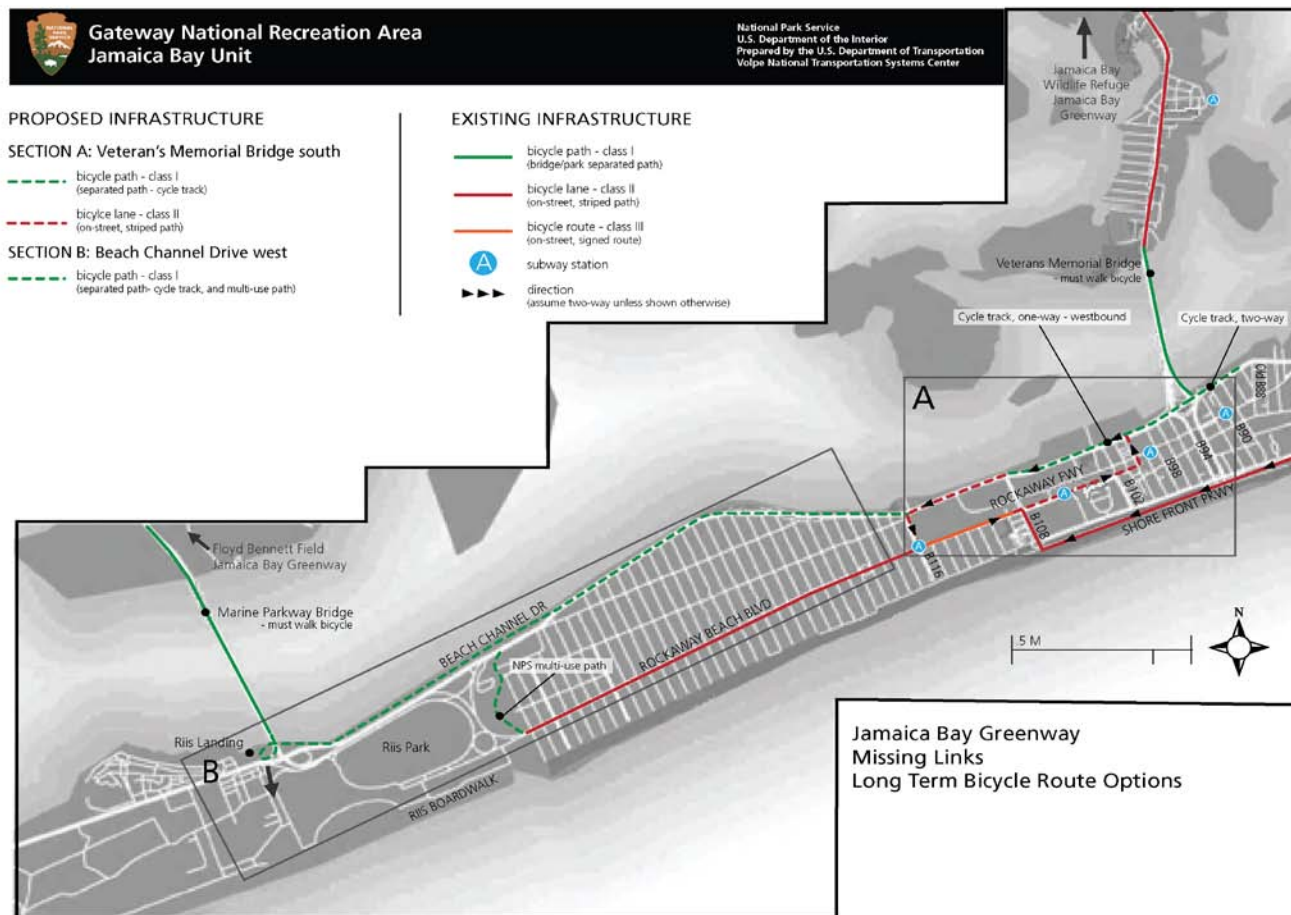 NATIONAL
PARK
SERVICE
Gateway National Recreation Area
Jamaica Bay Unit
National Park Service
U.S. Department of the Interior
Prepared by the U.S. Department of Transportation
Volpe National Transportation Systems Center
PROPOSED INFRASTRUCTURE
SECTION A: Veteran's Memorial Bridge south
bicycle path - class I
(separated path - cycle track)
bicylce lane - class II
(on-street, striped path)
SECTION B: Beach Channel Drive west
bicycle path - class I
(separated path- cycle track, and multi-use path)
EXISTING INFRASTRUCTURE
bicycle path - class I
(bridge/park separated path)
bicycle lane - class II
(on-street, striped path)
bicycle route - class III
(on-street, signed route)
A
subway station
direction
(assume two-way unless shown otherwise)
Jamaica Bay
Wildlife Refuge
Jamaica Bay
Greenway
A
Veterans Memorial Bridge
- must walk bicycle
Cycle track, one-way - westbound
Cycle track, two-way
A
Old B88
B90
B94
B98
B102
B108
B116
A
A
A
A
ROCKAWAY FWY
SHORE FRONT PKWY
Floyd Bennett Field
Jamaica Bay Greenway
Marine Parkway Bridge
- must walk bicycle
BEACH CHANNEL DR
ROCKAWAY BEACH BLVD
NPS multi-use path
Riis Landing
Riis Park
B
RIIS BOARDWALK
.5 M
N
Jamaica Bay Greenway
Missing Links
Long Term Bicycle Route Options